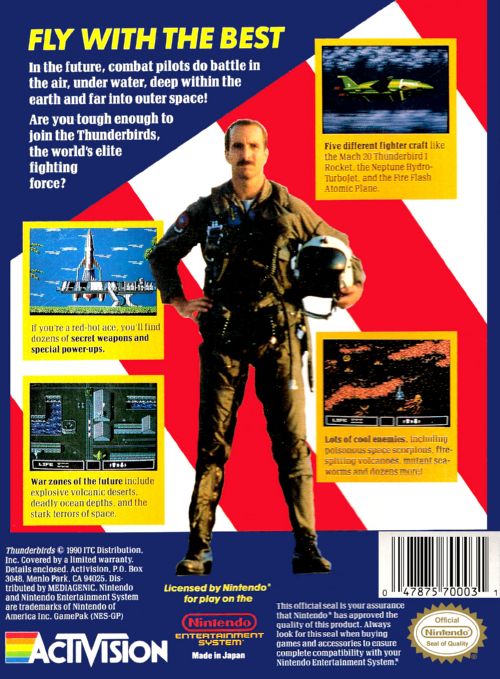 FLY WITH THE BEST
In the future, combat pilots do battle in
the air, under water, deep within the
earth and far into outer space!
Are you tough enough to
join the Thunderbirds,
the world's elite
fighting
force?
Five different fighter craft like
the Mach 20 Thunderbird I
Rocket, the Neptune Hydro-
TurboJet, and the Fire Flash
Atomic Plane.
If you're a red-hot ace, you'll find
dozens of secret weapons and
special power-ups.
LIFE
War zones of the future include
explosive volcanic deserts,
deadly ocean depths, and the
stark terrors of space.
LIFE
Lots of cool enemies, including
poisonous space scorpions, fire-
spitting volcanoes, mutant sea-
worms and dozens more!
Thunderbirds © 1990 ITC Distribution,
Inc. Covered by a limited warranty.
Details enclosed. Activision, P.O. Box
3048, Menlo Park, CA 94025. Dis-
tributed by MEDIAGENIC. Nintendo
and Nintendo Entertainment System
are trademarks of Nintendo of
America Inc. GamePak (NES-GP)
ACTIVISION
Licensed by Nintendo®
for play on the
Nintendo
ENTERTAINMENT
SYSTEM™
Made in Japan
This official seal is your assurance
that Nintendo® has approved the
quality of this product. Always
look for this seal when buying
games and accessories to ensure
complete compatibility with your
Nintendo Entertainment System.®
0 47875 70003 1
Official
Nintendo
Seal of Quality